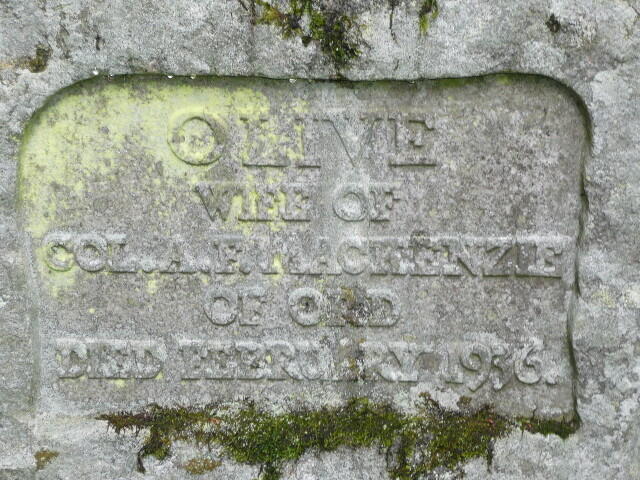 OLIVE
WIFE OF
COL. A. F. MACKENZIE
OF ORD
DIED FEBRUARY 1936.